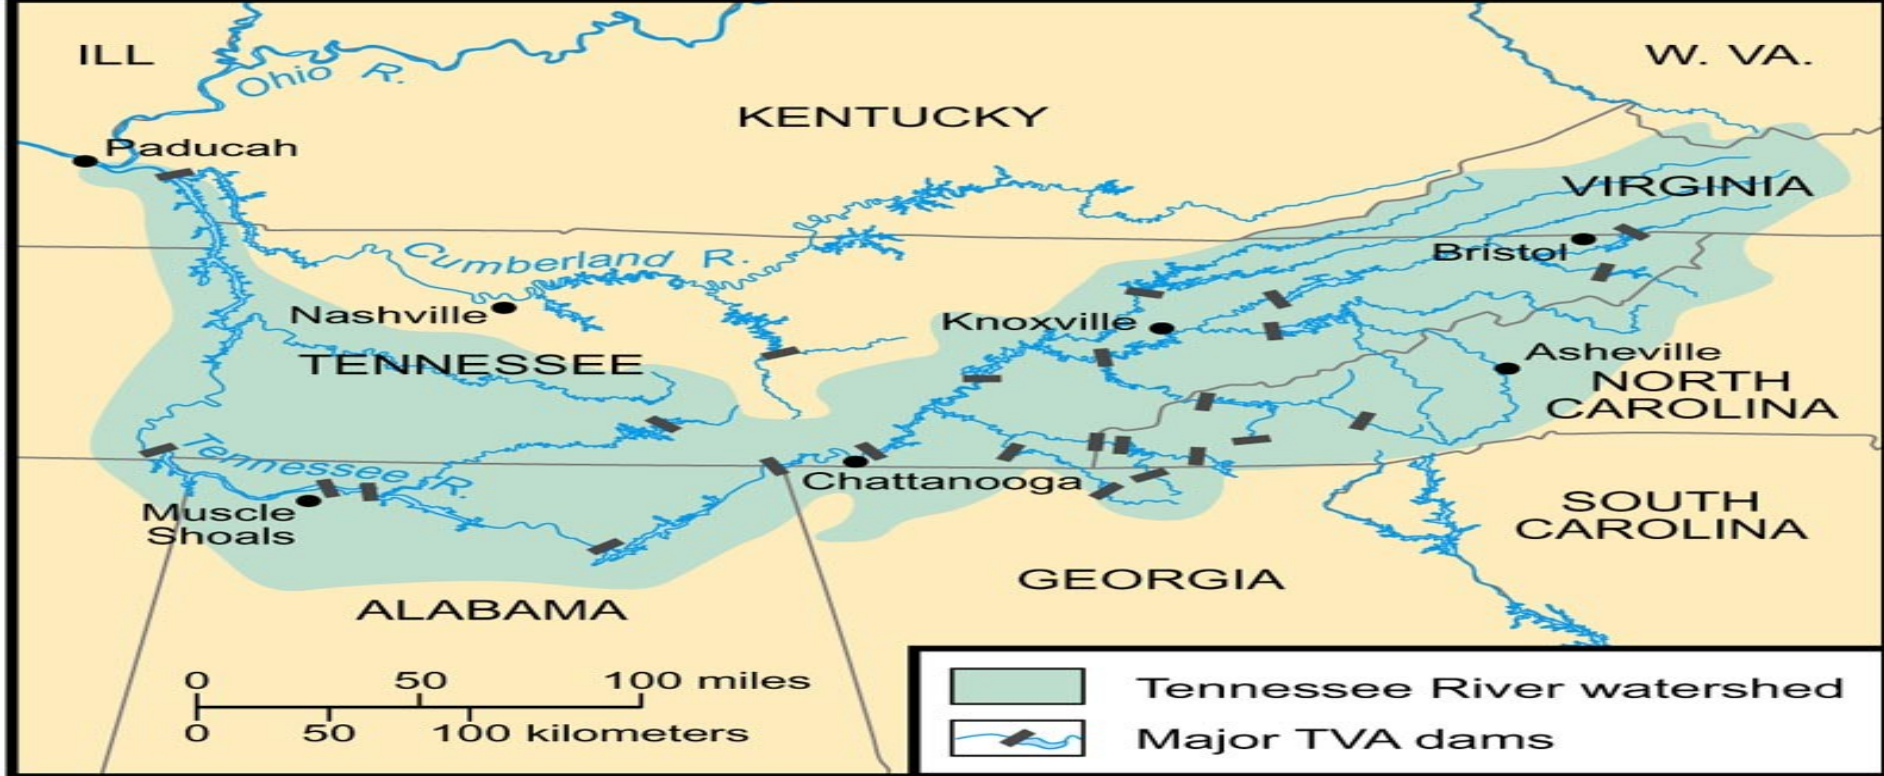 ILL
W. VA.
Ohio R.
KENTUCKY
Paducah
VIRGINIA
Cumberland R.
Bristol
Nashville
Knoxville
TENNESSEE
Asheville
NORTH
CAROLINA
Tennessee R.
Chattanooga
Muscle
Shoals
SOUTH
CAROLINA
GEORGIA
ALABAMA
0 50 100 miles
0 50 100 kilometers
Tennessee River watershed
Major TVA dams